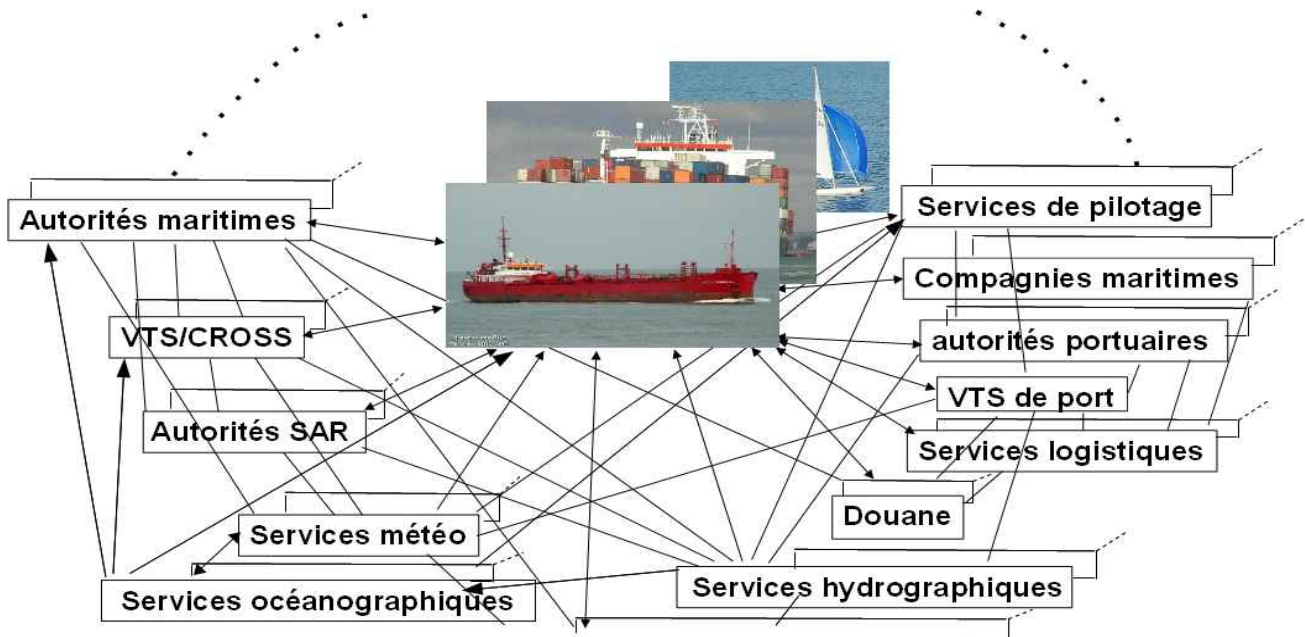 Autorités maritimes
Services de pilotage
Compagnies maritimes
VTS/CROSS
autorités portuaires
VTS de port
Autorités SAR
Services logistiques
Services météo
Douane
Services océanographiques
Services hydrographiques